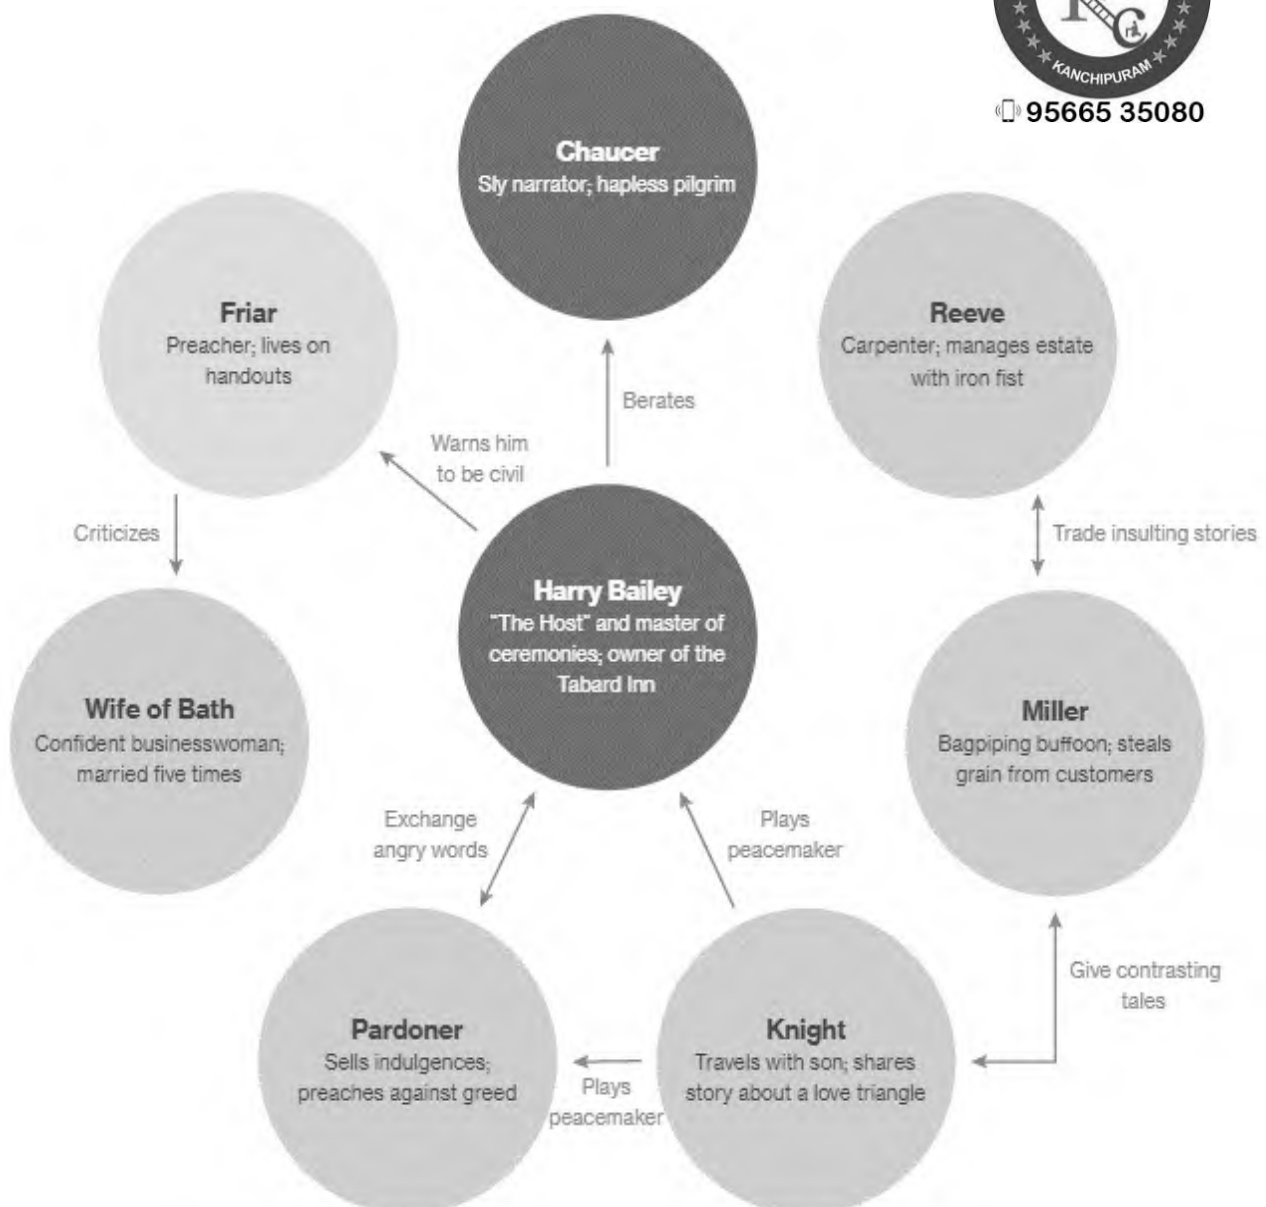 KANCHIPURAM
95665 35080
Chaucer
Sly narrator; hapless pilgrim
Friar
Preacher; lives on
handouts
Reeve
Carpenter; manages estate
with iron fist
Berates
Warns him
to be civil
Criticizes
Trade insulting stories
Harry Bailey
"The Host" and master of
ceremonies; owner of the
Tabard Inn
Wife of Bath
Confident businesswoman;
married five times
Miller
Bagpiping buffoon; steals
grain from customers
Exchange
angry words
Plays
peacemaker
Give contrasting
tales
Pardoner
Sells indulgences;
preaches against greed
Plays
peacemaker
Knight
Travels with son; shares
story about a love triangle